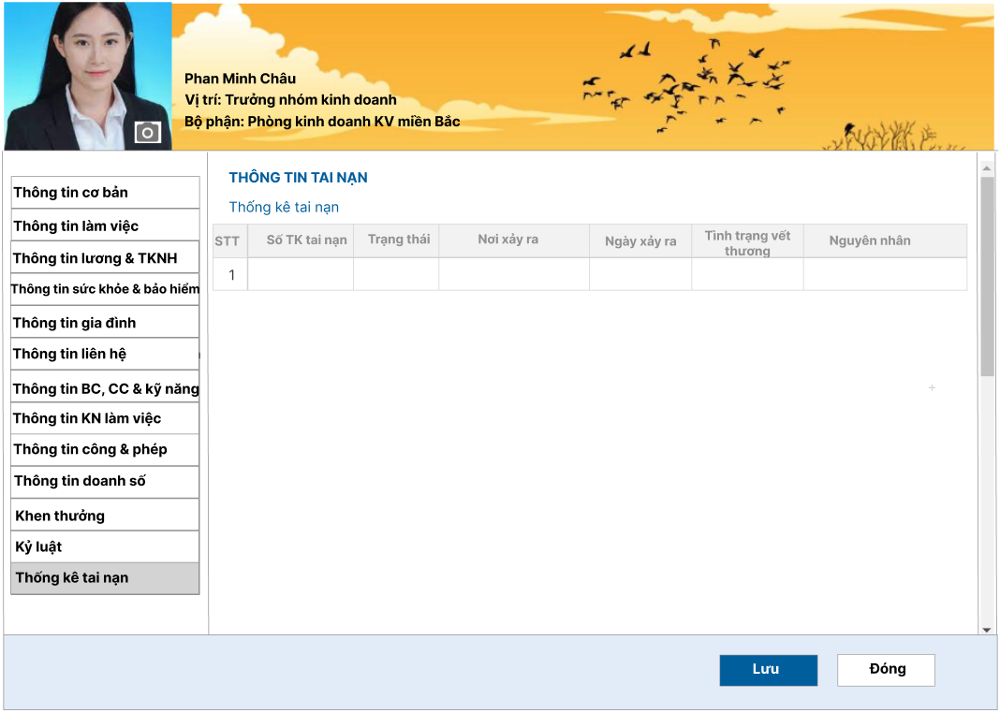 Phan Minh Châu
Vị trí: Trưởng nhóm kinh doanh
Bộ phận: Phòng kinh doanh KV miền Bắc
Thông tin cơ bản
Thông tin làm việc
Thông tin lương & TKNH
Thông tin sức khỏe & bảo hiểm
Thông tin gia đình
Thông tin liên hệ
Thông tin BC, CC & kỹ năng
Thông tin KN làm việc
Thông tin công & phép
Thông tin doanh số
Khen thưởng
Kỷ luật
Thống kê tai nạn
THÔNG TIN TAI NẠN
Thống kê tai nạn
STT Số TK tai nạn Trạng thái Nơi xảy ra Ngày xảy ra Tình trạng vết thương Nguyên nhân
1
Lưu Đóng